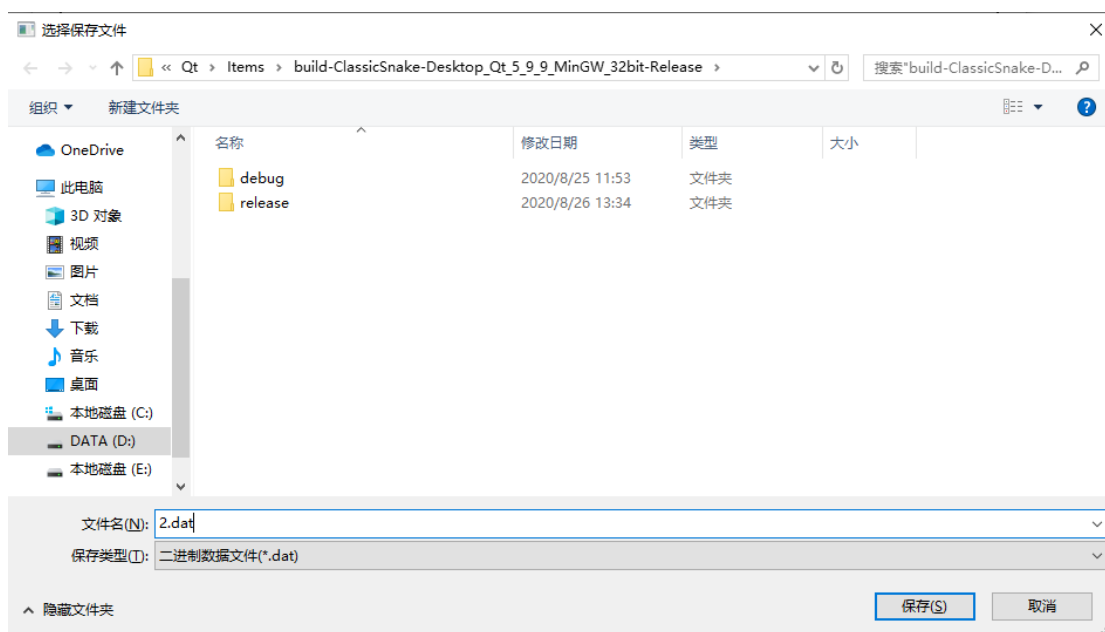 选择保存文件
« Qt › Items › build-ClassicSnake-Desktop_Qt_5_9_9_MinGW_32bit-Release ›
搜索"build-ClassicSnake-D...
组织 新建文件夹
名称 修改日期 类型 大小
debug 2020/8/25 11:53 文件夹
release 2020/8/26 13:34 文件夹
OneDrive
此电脑
3D 对象
视频
图片
文档
下载
音乐
桌面
本地磁盘 (C:)
DATA (D:)
本地磁盘 (E:)
文件名(N): 2.dat
保存类型(T): 二进制数据文件(*.dat)
隐藏文件夹 保存(S) 取消